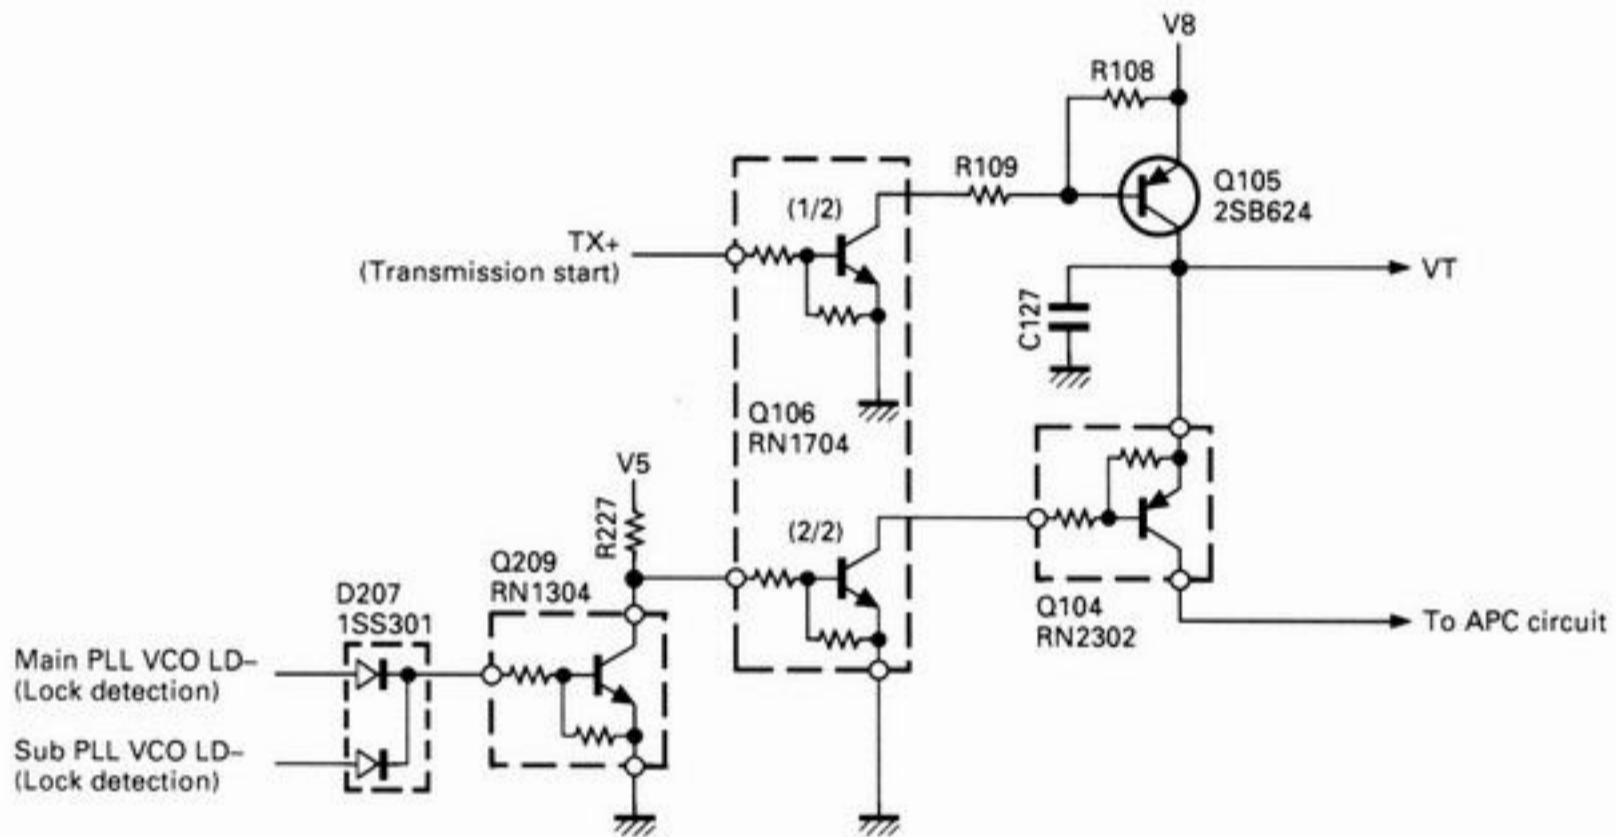 V8
R108
R109
Q105
2SB624
(1/2)
TX+
(Transmission start)
VT
C127
Q106
RN1704
V5
R227
(2/2)
Q209
RN1304
D207
1SS301
Q104
RN2302
To APC circuit
Main PLL VCO LD–
(Lock detection)
Sub PLL VCO LD–
(Lock detection)